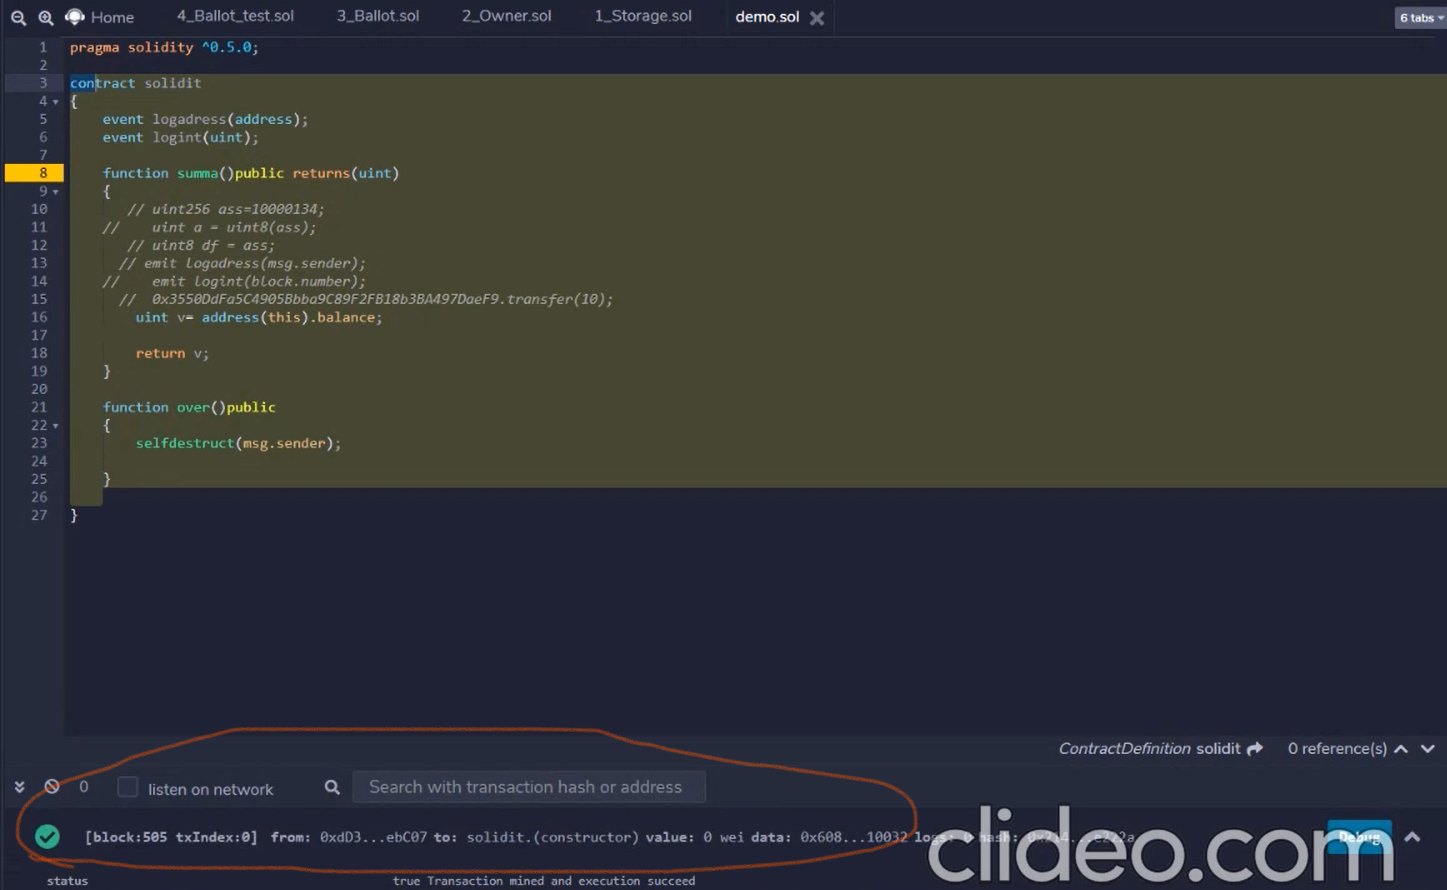 Home 4_Ballot_test.sol 3_Ballot.sol 2_Owner.sol 1_Storage.sol demo.sol 6 tabs
1 pragma solidity ^0.5.0;
2
3 contract solidit
4 {
5 event logadress(address);
6 event logint(uint);
7
8 function summa()public returns(uint)
9 {
10 // uint256 ass=10000134;
11 // uint a = uint8(ass);
12 // uint8 df = ass;
13 // emit logadress(msg.sender);
14 // emit logint(block.number);
15 // 0x3550DdFa5C4905Bbba9C89F2FB18b3BA497DaeF9.transfer(10);
16 uint v= address(this).balance;
17
18 return v;
19 }
20
21 function over()public
22 {
23 selfdestruct(msg.sender);
24
25 }
26
27 }
ContractDefinition solidit 0 reference(s)
0 listen on network Search with transaction hash or address
[block:505 txIndex:0] from: 0xdD3...ebC07 to: solidit.(constructor) value: 0 wei data: 0x608...10032 logs: 0 hash: Debug
clideo.com
status true Transaction mined and execution succeed